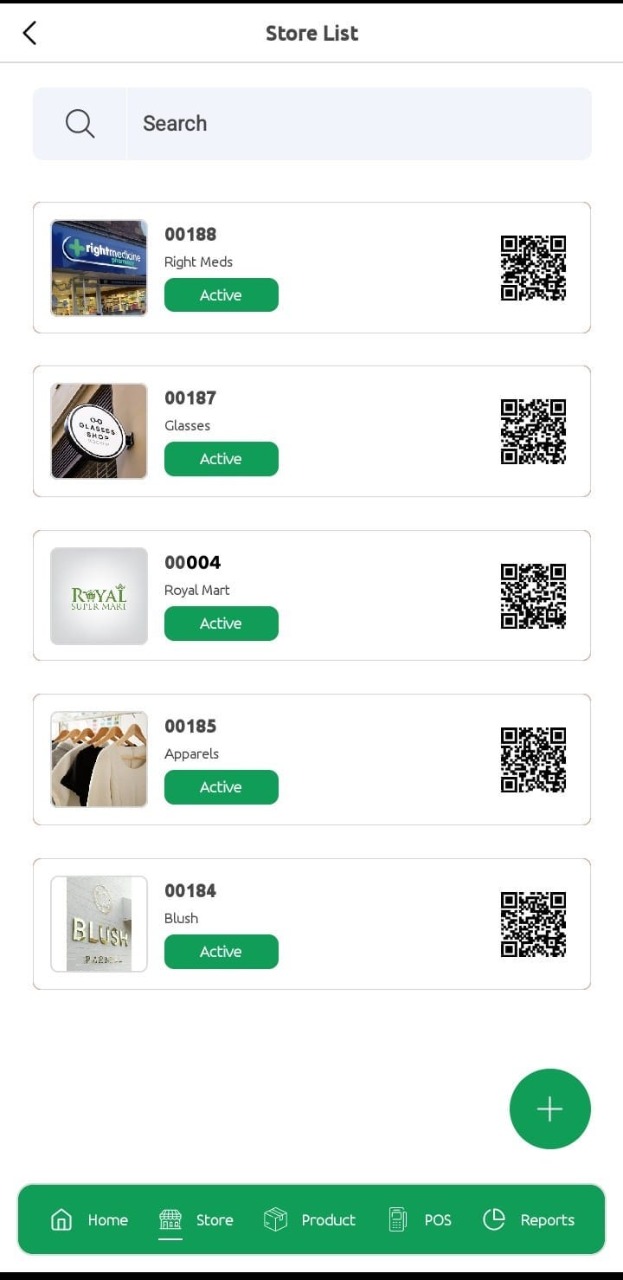 Store List
Search
rightmedicine
pharmacy
00188
Right Meds
Active
GLASSES
SHOP
00187
Glasses
Active
ROYAL
SUPER MART
00004
Royal Mart
Active
00185
Apparels
Active
BLUSH
00184
Blush
Active
Home Store Product POS Reports